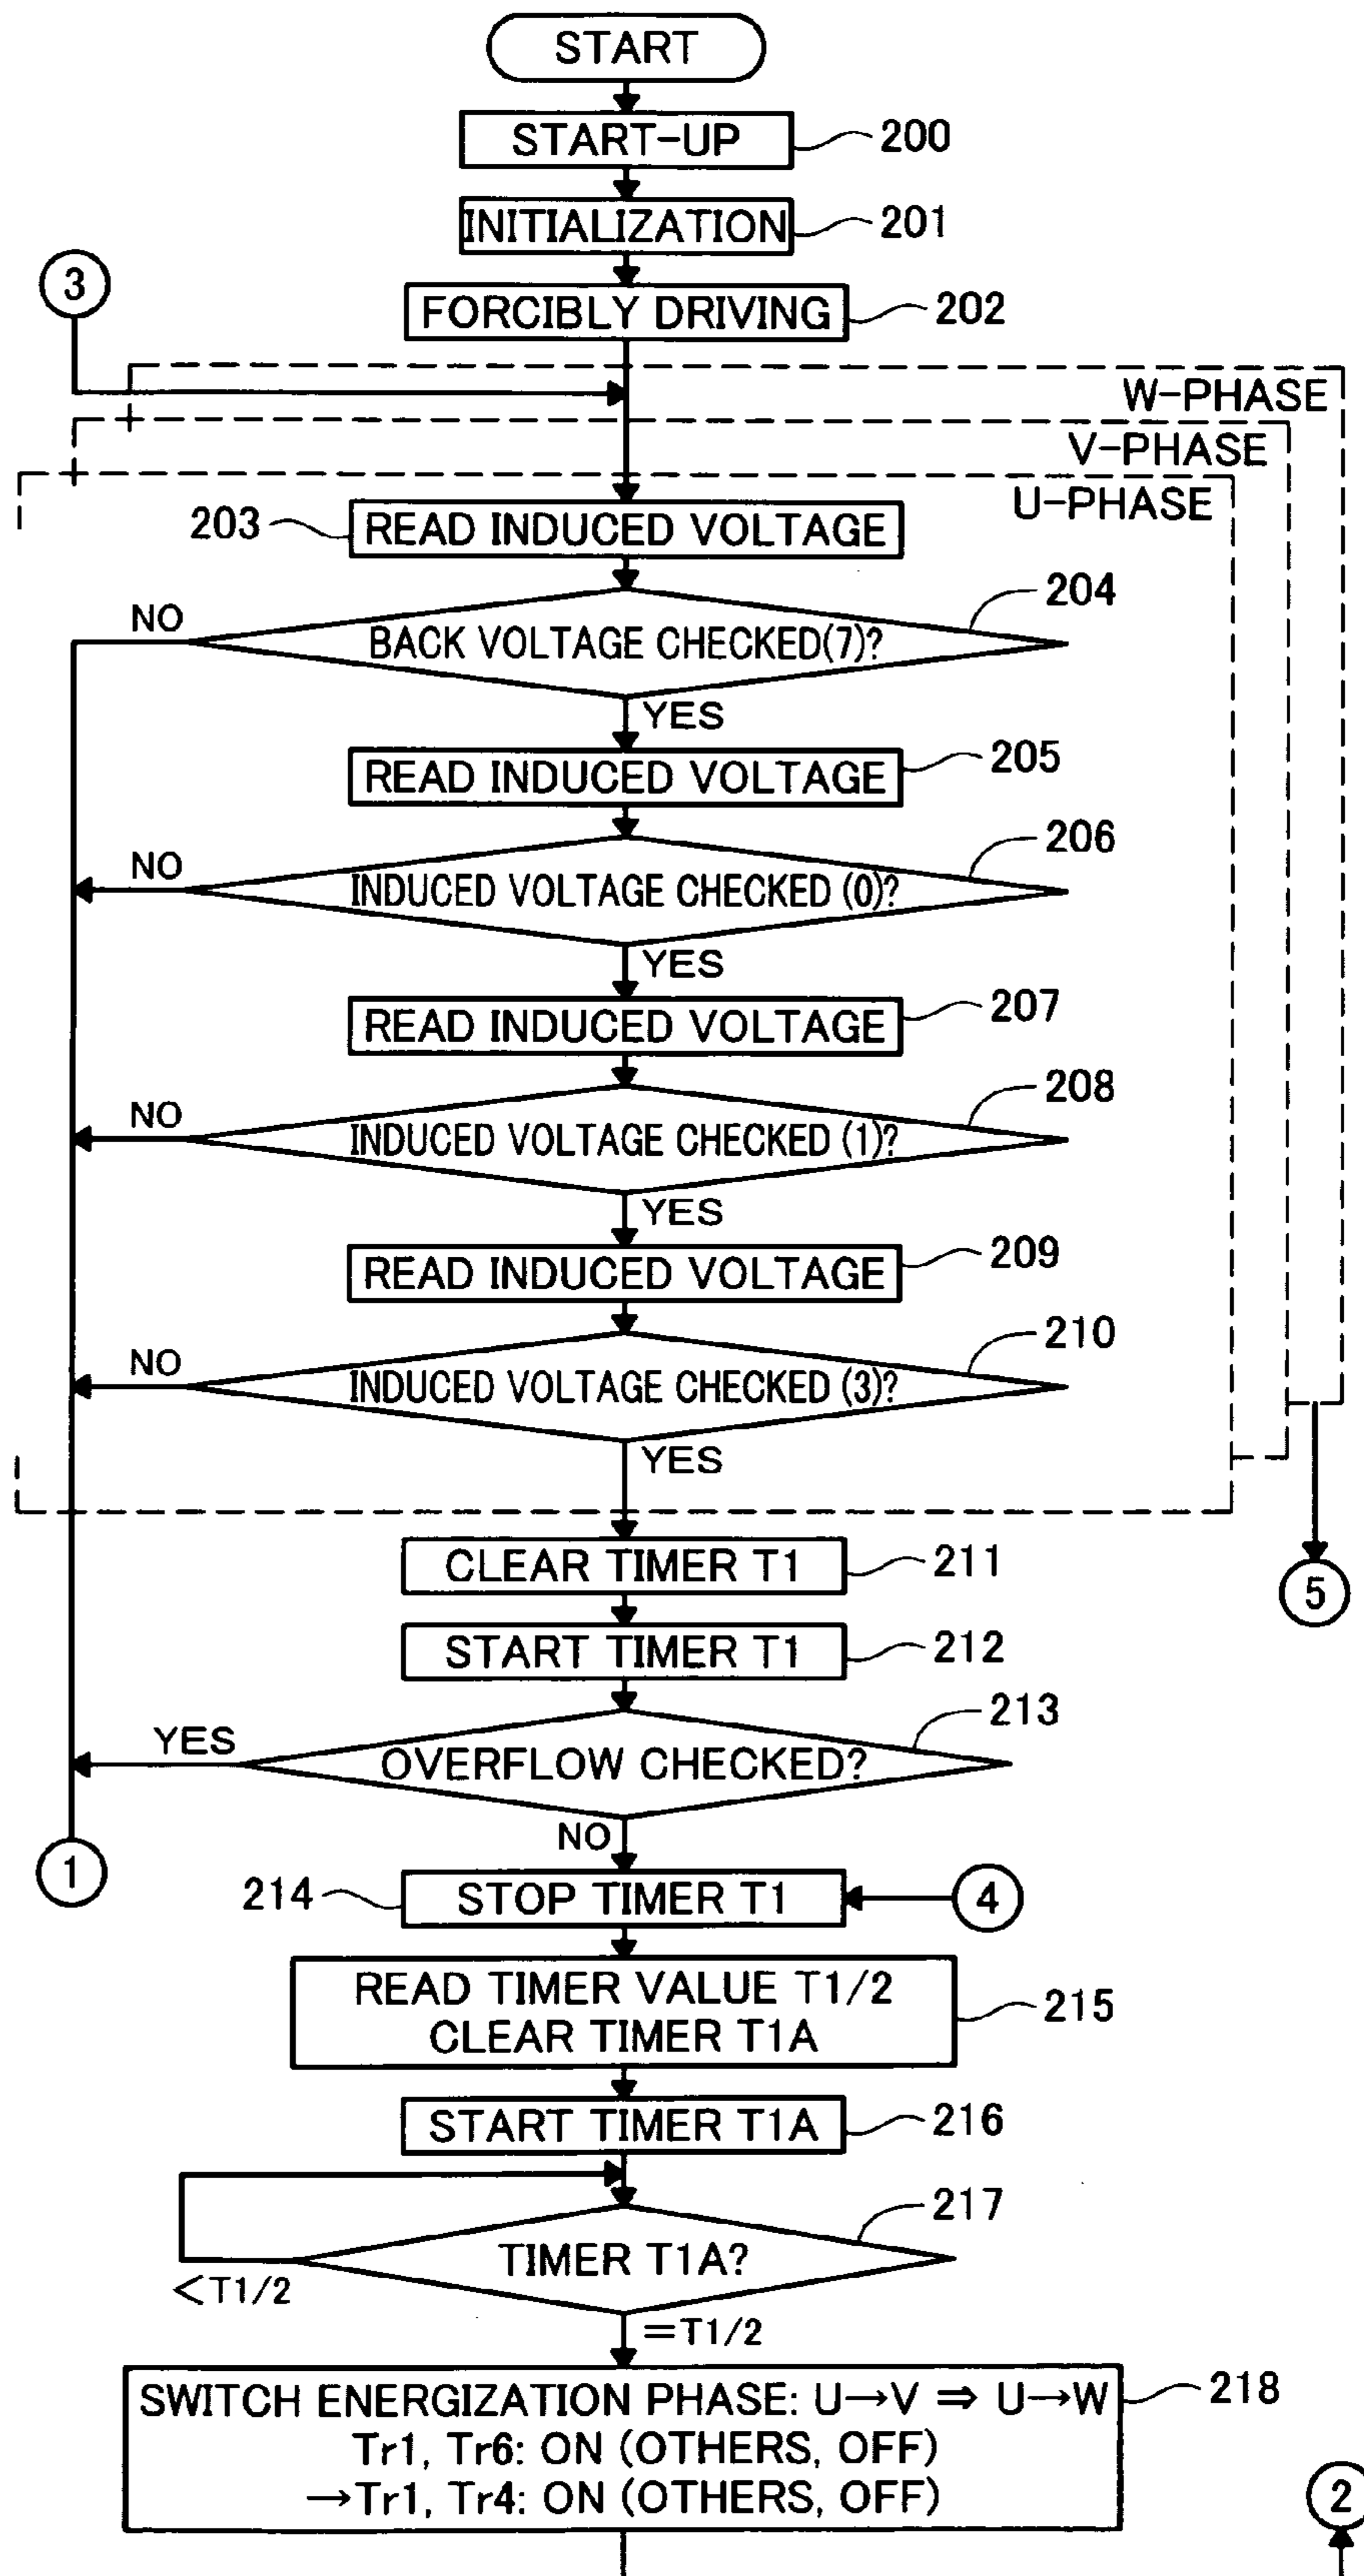 START
START-UP
200
INITIALIZATION
201
3
FORCIBLY DRIVING
202
W-PHASE
V-PHASE
U-PHASE
203
READ INDUCED VOLTAGE
204
NO
BACK VOLTAGE CHECKED(7)?
YES
READ INDUCED VOLTAGE
205
206
NO
INDUCED VOLTAGE CHECKED (0)?
YES
READ INDUCED VOLTAGE
207
208
NO
INDUCED VOLTAGE CHECKED (1)?
YES
READ INDUCED VOLTAGE
209
210
NO
INDUCED VOLTAGE CHECKED (3)?
YES
CLEAR TIMER T1
211
5
START TIMER T1
212
213
YES
OVERFLOW CHECKED?
NO
1
214
STOP TIMER T1
4
READ TIMER VALUE T1/2
CLEAR TIMER T1A
215
START TIMER T1A
216
217
TIMER T1A?
<T1/2
=T1/2
SWITCH ENERGIZATION PHASE: U→V ⇒ U→W
218
Tr1, Tr6: ON (OTHERS, OFF)
→Tr1, Tr4: ON (OTHERS, OFF)
2